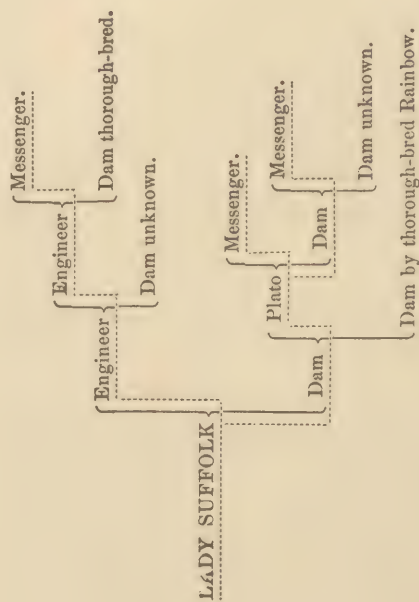 Messenger.
Engineer
Dam thorough-bred.
Engineer
Dam unknown.
LADY SUFFOLK
Messenger.
Plato
Messenger.
Dam
Dam unknown.
Dam
Dam by thorough-bred Rainbow.